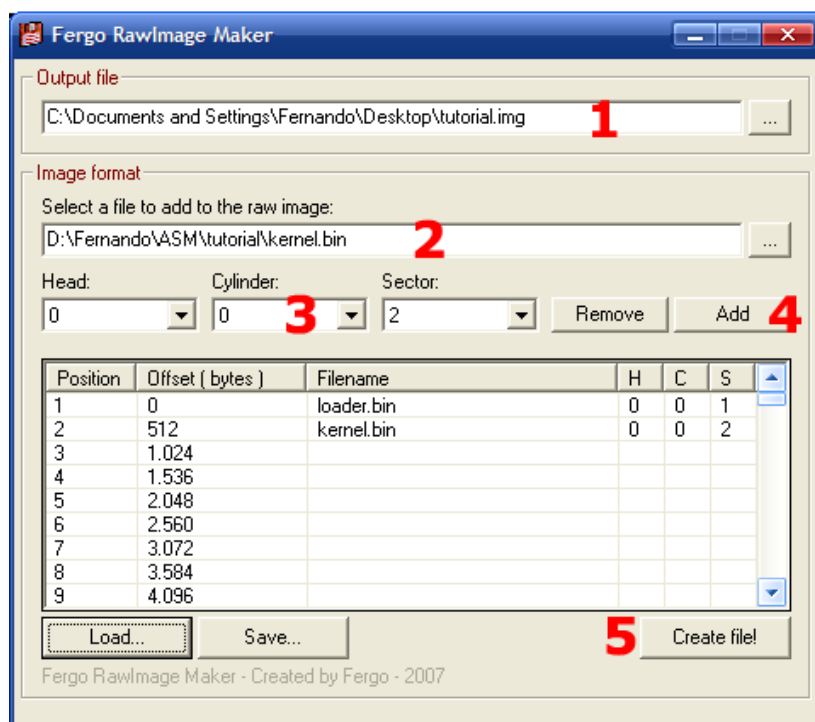 Fergo RawImage Maker
Output file
C:\Documents and Settings\Fernando\Desktop\tutorial.img 1 ...
Image format
Select a file to add to the raw image:
D:\Fernando\ASM\tutorial\kernel.bin 2 ...
Head: Cylinder: Sector:
0 0 3 2 Remove Add 4
Position Offset ( bytes ) Filename H C S
1 0 loader.bin 0 0 1
2 512 kernel.bin 0 0 2
3 1.024
4 1.536
5 2.048
6 2.560
7 3.072
8 3.584
9 4.096
Load... Save... 5 Create file!
Fergo RawImage Maker - Created by Fergo - 2007